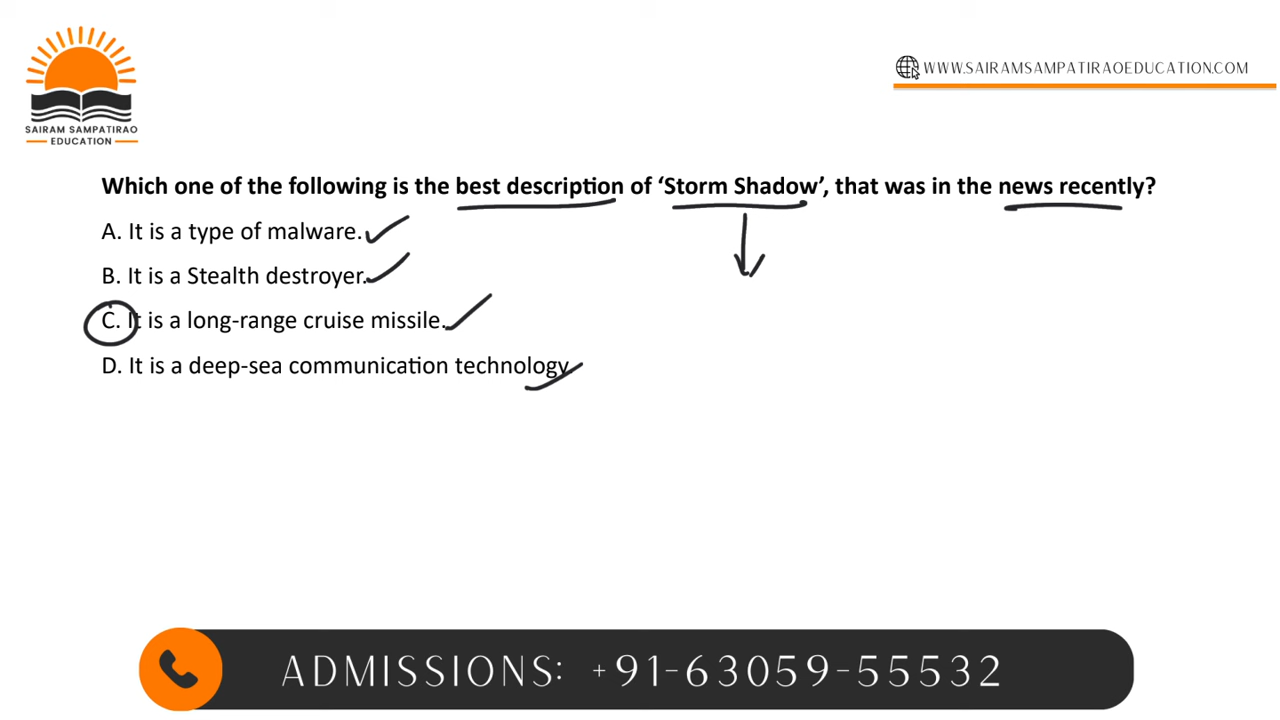 SAIRAM SAMPATIRAO
EDUCATION
WWW.SAIRAMSAMPATIRAOEDUCATION.COM
Which one of the following is the best description of ‘Storm Shadow’, that was in the news recently?
A. It is a type of malware.
B. It is a Stealth destroyer.
C. It is a long-range cruise missile.
D. It is a deep-sea communication technology
ADMISSIONS: +91-63059-55532